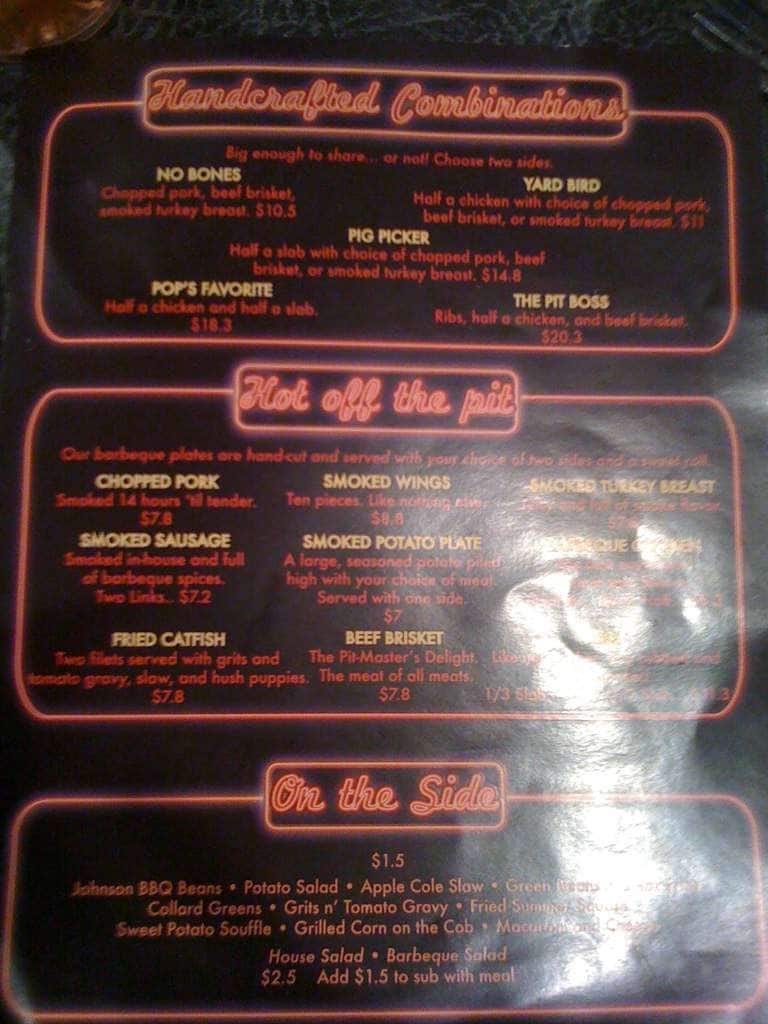 Handcrafted Combinations
Big enough to share... or not! Choose two sides.
NO BONES
Chopped pork, beef brisket,
smoked turkey breast. $10.5
YARD BIRD
Half a chicken with choice of chopped pork,
beef brisket, or smoked turkey breast. $11
PIG PICKER
Half a slab with choice of chopped pork, beef
brisket, or smoked turkey breast. $14.8
POP'S FAVORITE
Half a chicken and half a slab.
$18.3
THE PIT BOSS
Ribs, half a chicken, and beef brisket.
$20.3
Hot off the pit
Our barbeque plates are hand-cut and served with your choice of two sides and a sweet roll.
CHOPPED PORK
Smoked 14 hours 'til tender.
$7.8
SMOKED WINGS
Ten pieces. Like nothing else.
$8.8
SMOKED TURKEY BREAST
and full of smoke flavor.
SMOKED SAUSAGE
Smoked in-house and full
of barbeque spices.
Two Links... $7.2
SMOKED POTATO PLATE
A large, seasoned potato piled
high with your choice of meat.
Served with one side.
$7
FRIED CATFISH
Two filets served with grits and
tomato gravy, slaw, and hush puppies.
$7.8
BEEF BRISKET
The Pit-Master's Delight.
The meat of all meats.
$7.8
and
1/3 Slab
On the Side
$1.5
Johnson BBQ Beans • Potato Salad • Apple Cole Slaw • Green Beans •
Collard Greens • Grits n' Tomato Gravy • Fried Summer Squash
Sweet Potato Souffle • Grilled Corn on the Cob • Macaroni and Cheese
House Salad • Barbeque Salad
$2.5 Add $1.5 to sub with meal